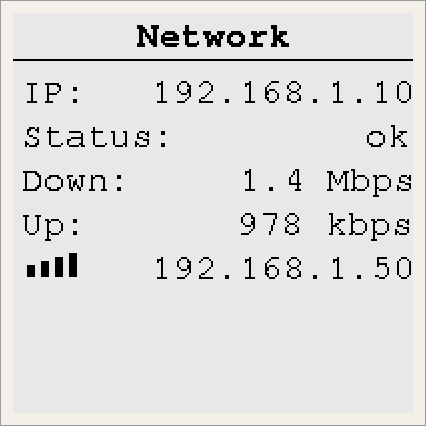 Network
IP: 192.168.1.10
Status: ok
Down: 1.4 Mbps
Up: 978 kbps
192.168.1.50